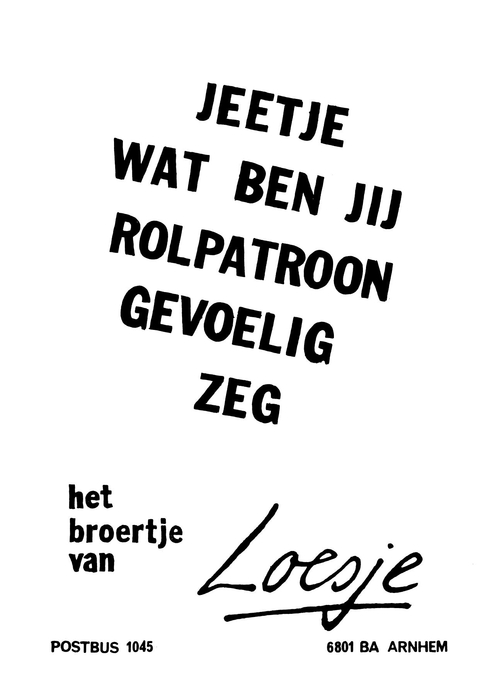 JEETJE
WAT BEN JIJ
ROLPATROON
GEVOELIG
ZEG
het
broertje
van
Loesje
POSTBUS 1045 6801 BA ARNHEM